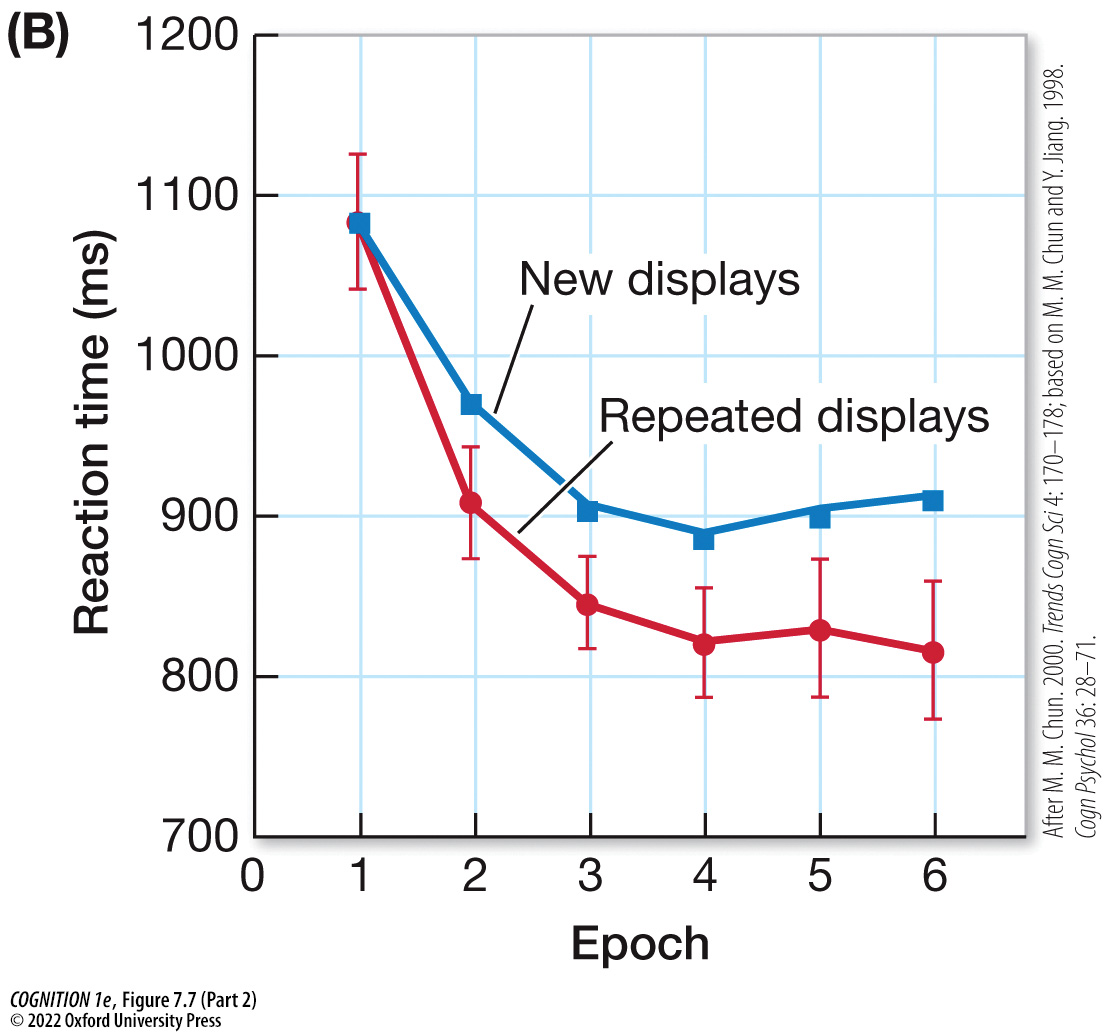 (B)
1200
1100
1000
900
800
700
Reaction time (ms)
New displays
Repeated displays
0 1 2 3 4 5 6
Epoch
After M. M. Chun. 2000. Trends Cogn Sci 4: 170–178; based on M. M. Chun and Y. Jiang. 1998.
Cogn Psychol 36: 28–71.
COGNITION 1e, Figure 7.7 (Part 2)
© 2022 Oxford University Press